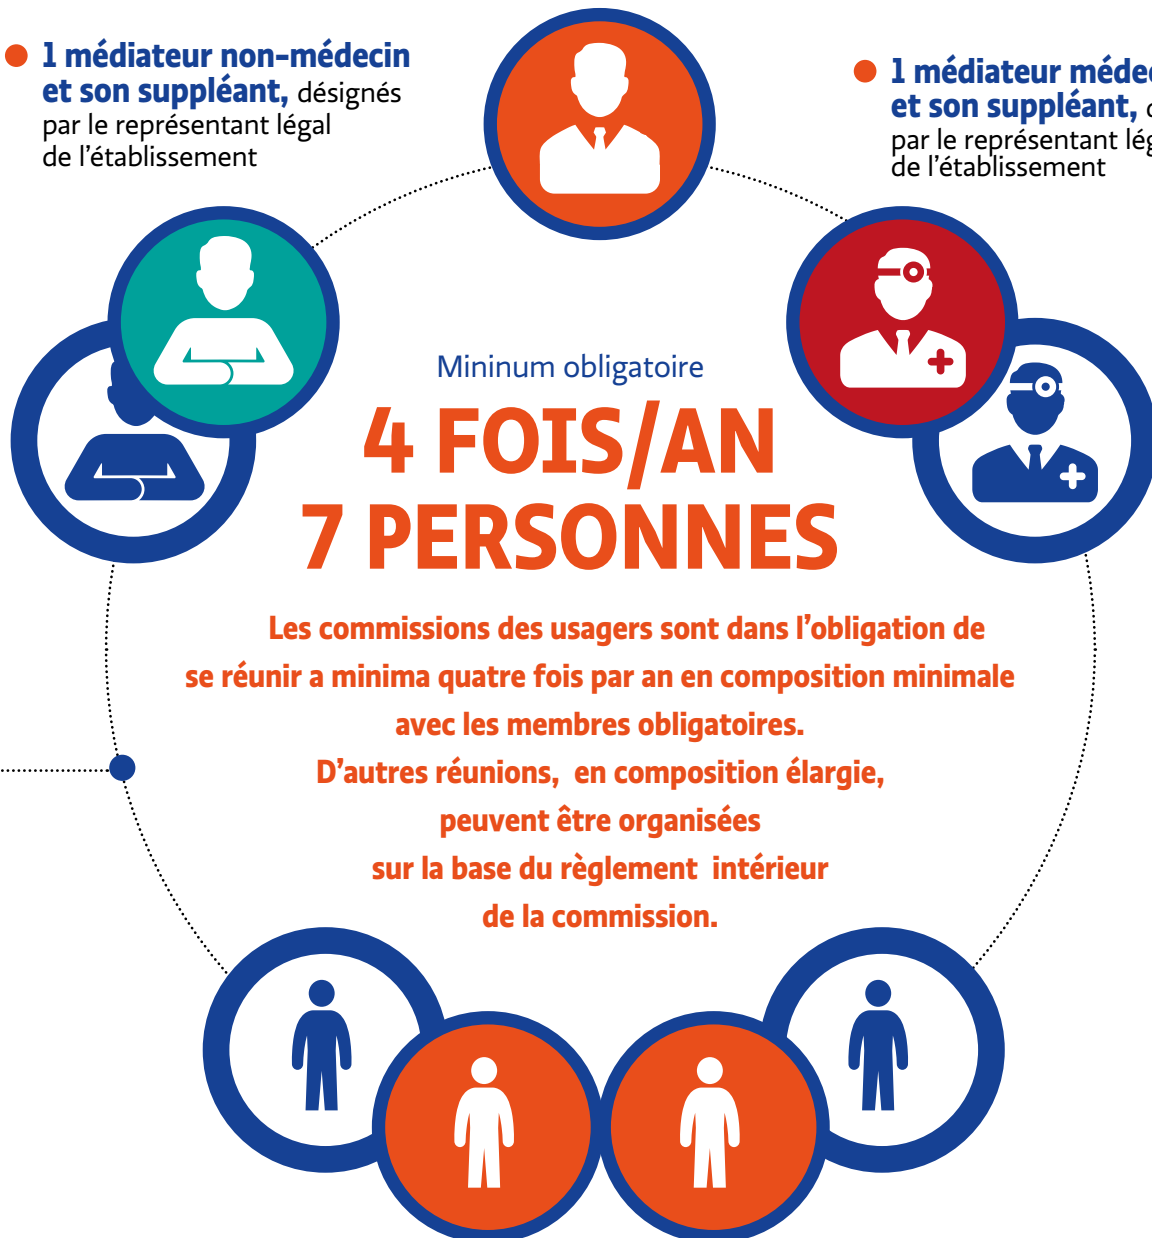 1 médiateur non-médecin
et son suppléant, désignés
par le représentant légal
de l'établissement
1 médiateur
et son suppléant,
par le représentant
de l'établissement
Mininum obligatoire
4 FOIS/AN
7 PERSONNES
Les commissions des usagers sont dans l'obligation de
se réunir a minima quatre fois par an en composition minimale
avec les membres obligatoires.
D'autres réunions, en composition élargie,
peuvent être organisées
sur la base du règlement intérieur
de la commission.